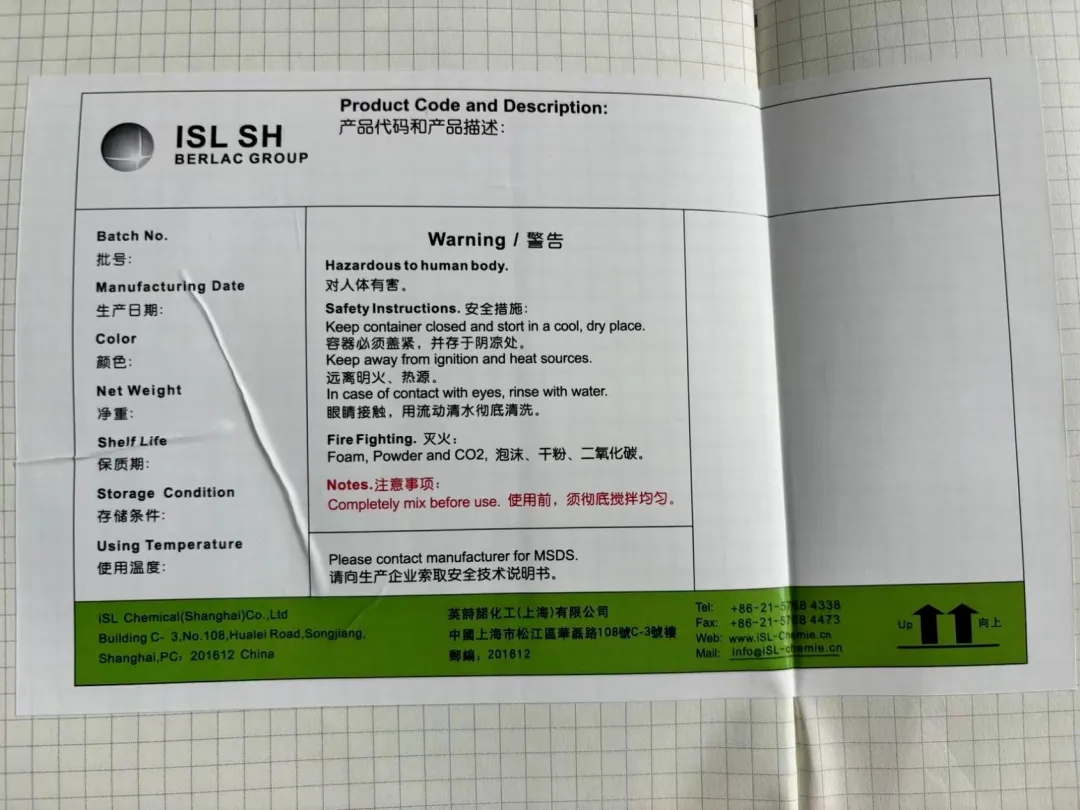 ISL SH
BERLAC GROUP
Product Code and Description:
产品代码和产品描述:
Batch No.
批号:
Manufacturing Date
生产日期:
Color
颜色:
Net Weight
净重:
Shelf Life
保质期:
Storage Condition
存储条件:
Using Temperature
使用温度:
Warning / 警告
Hazardous to human body.
对人体有害。
Safety Instructions. 安全措施:
Keep container closed and stort in a cool, dry place.
容器必须盖紧，并存于阴凉处。
Keep away from ignition and heat sources.
远离明火、热源。
In case of contact with eyes, rinse with water.
眼睛接触，用流动清水彻底清洗。
Fire Fighting. 灭火:
Foam, Powder and CO2, 泡沫、干粉、二氧化碳。
Notes.注意事项:
Completely mix before use. 使用前，须彻底搅拌均匀。
Please contact manufacturer for MSDS.
请向生产企业索取安全技术说明书。
iSL Chemical(Shanghai)Co.,Ltd
Building C- 3,No.108,Hualei Road,Songjiang,
Shanghai,PC: 201612 China
英詩諾化工(上海)有限公司
中國上海市松江區華磊路108號C-3號樓
郵編: 201612
Tel: +86-21-5768 4338
Fax: +86-21-5768 4473
Web: www.iSL-Chemie.cn
Mail: info@iSL-chemie.cn
Up 向上